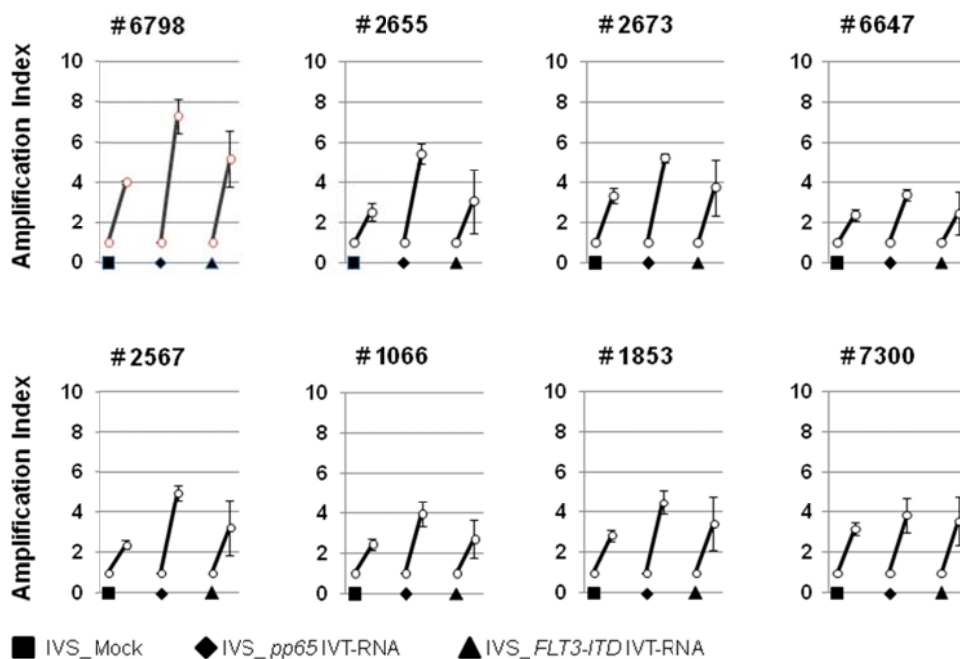 #6798 #2655 #2673 #6647
Amplification Index
10 10 10 10
8 8 8 8
6 6 6 6
4 4 4 4
2 2 2 2
0 0 0 0
#2567 #1066 #1853 #7300
Amplification Index
10 10 10 10
8 8 8 8
6 6 6 6
4 4 4 4
2 2 2 2
0 0 0 0
IVS_Mock IVS_pp65 IVT-RNA IVS_FLT3-ITD IVT-RNA